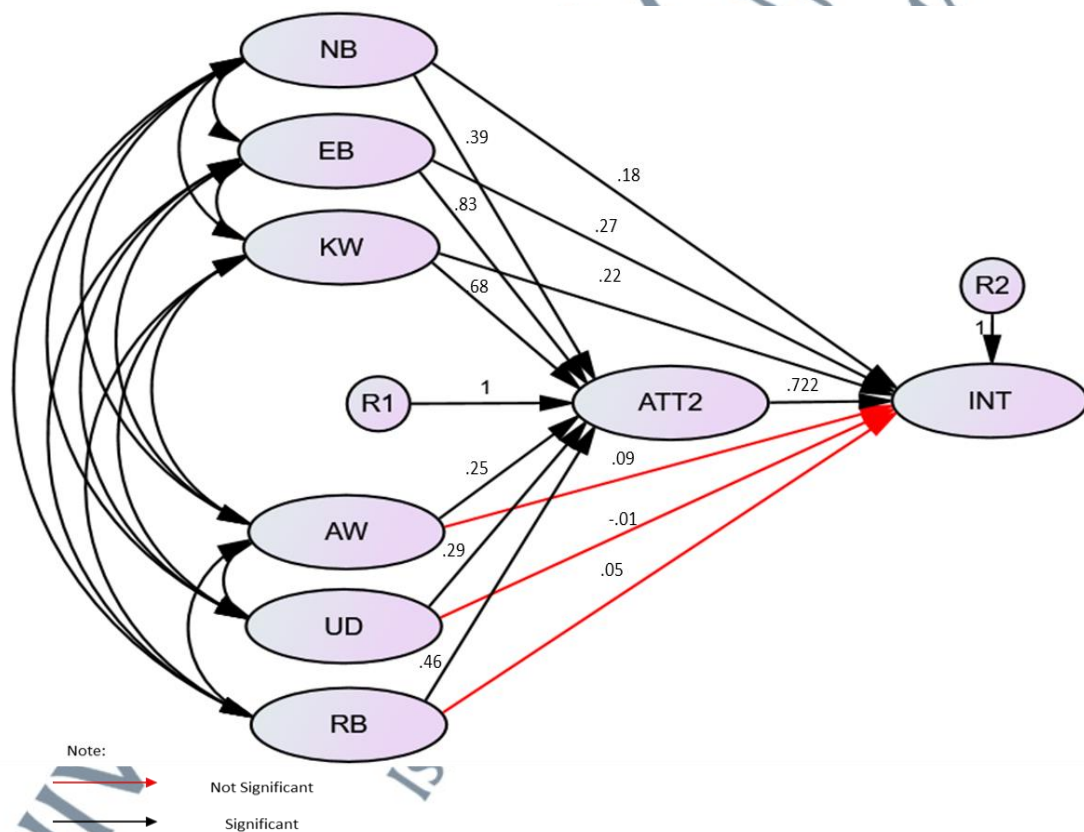 NB
.39
EB
.18
.83
.27
KW
.22
68
R2
1
R1
1
ATT2
.722
INT
.25
.09
AW
-.01
.29
.05
UD
.46
RB
Note:
Not Significant
Significant